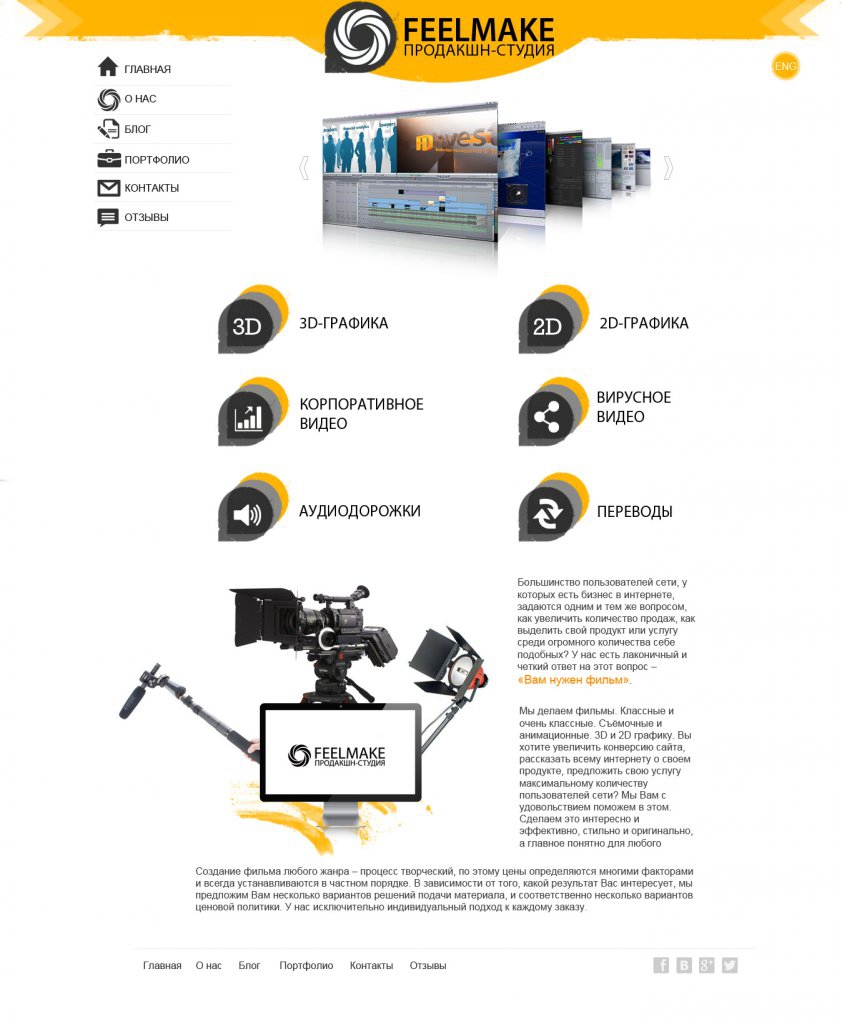 FEELMAKE
ПРОДАКШН-СТУДИЯ
ENG
ГЛАВНАЯ
О НАС
БЛОГ
ПОРТФОЛИО
КОНТАКТЫ
ОТЗЫВЫ
3D
3D-ГРАФИКА
2D
2D-ГРАФИКА
КОРПОРАТИВНОЕ
ВИДЕО
ВИРУСНОЕ
ВИДЕО
АУДИОДОРОЖКИ
ПЕРЕВОДЫ
FEELMAKE
ПРОДАКШН-СТУДИЯ
Большинство пользователей сети, у
которых есть бизнес в интернете,
задаются одним и тем же вопросом,
как увеличить количество продаж, как
выделить свой продукт или услугу
среди огромного количества себе
подобных? У нас есть лаконичный и
четкий ответ на этот вопрос –
«Вам нужен фильм».
Мы делаем фильмы. Классные и
очень классные. Съёмочные и
анимационные. 3D и 2D графику. Вы
хотите увеличить конверсию сайта,
рассказать всему интернету о своем
продукте, предложить свою услугу
максимальному количеству
пользователей сети? Мы Вам с
удовольствием поможем в этом.
Сделаем это интересно и
эффективно, стильно и оригинально,
а главное понятно для любого
Создание фильма любого жанра – процесс творческий, по этому цены определяются многими факторами
и всегда устанавливаются в частном порядке. В зависимости от того, какой результат Вас интересует, мы
предложим Вам несколько вариантов решений подачи материала, и соответственно несколько вариантов
ценовой политики. У нас исключительно индивидуальный подход к каждому заказу.
Главная О нас Блог Портфолио Контакты Отзывы